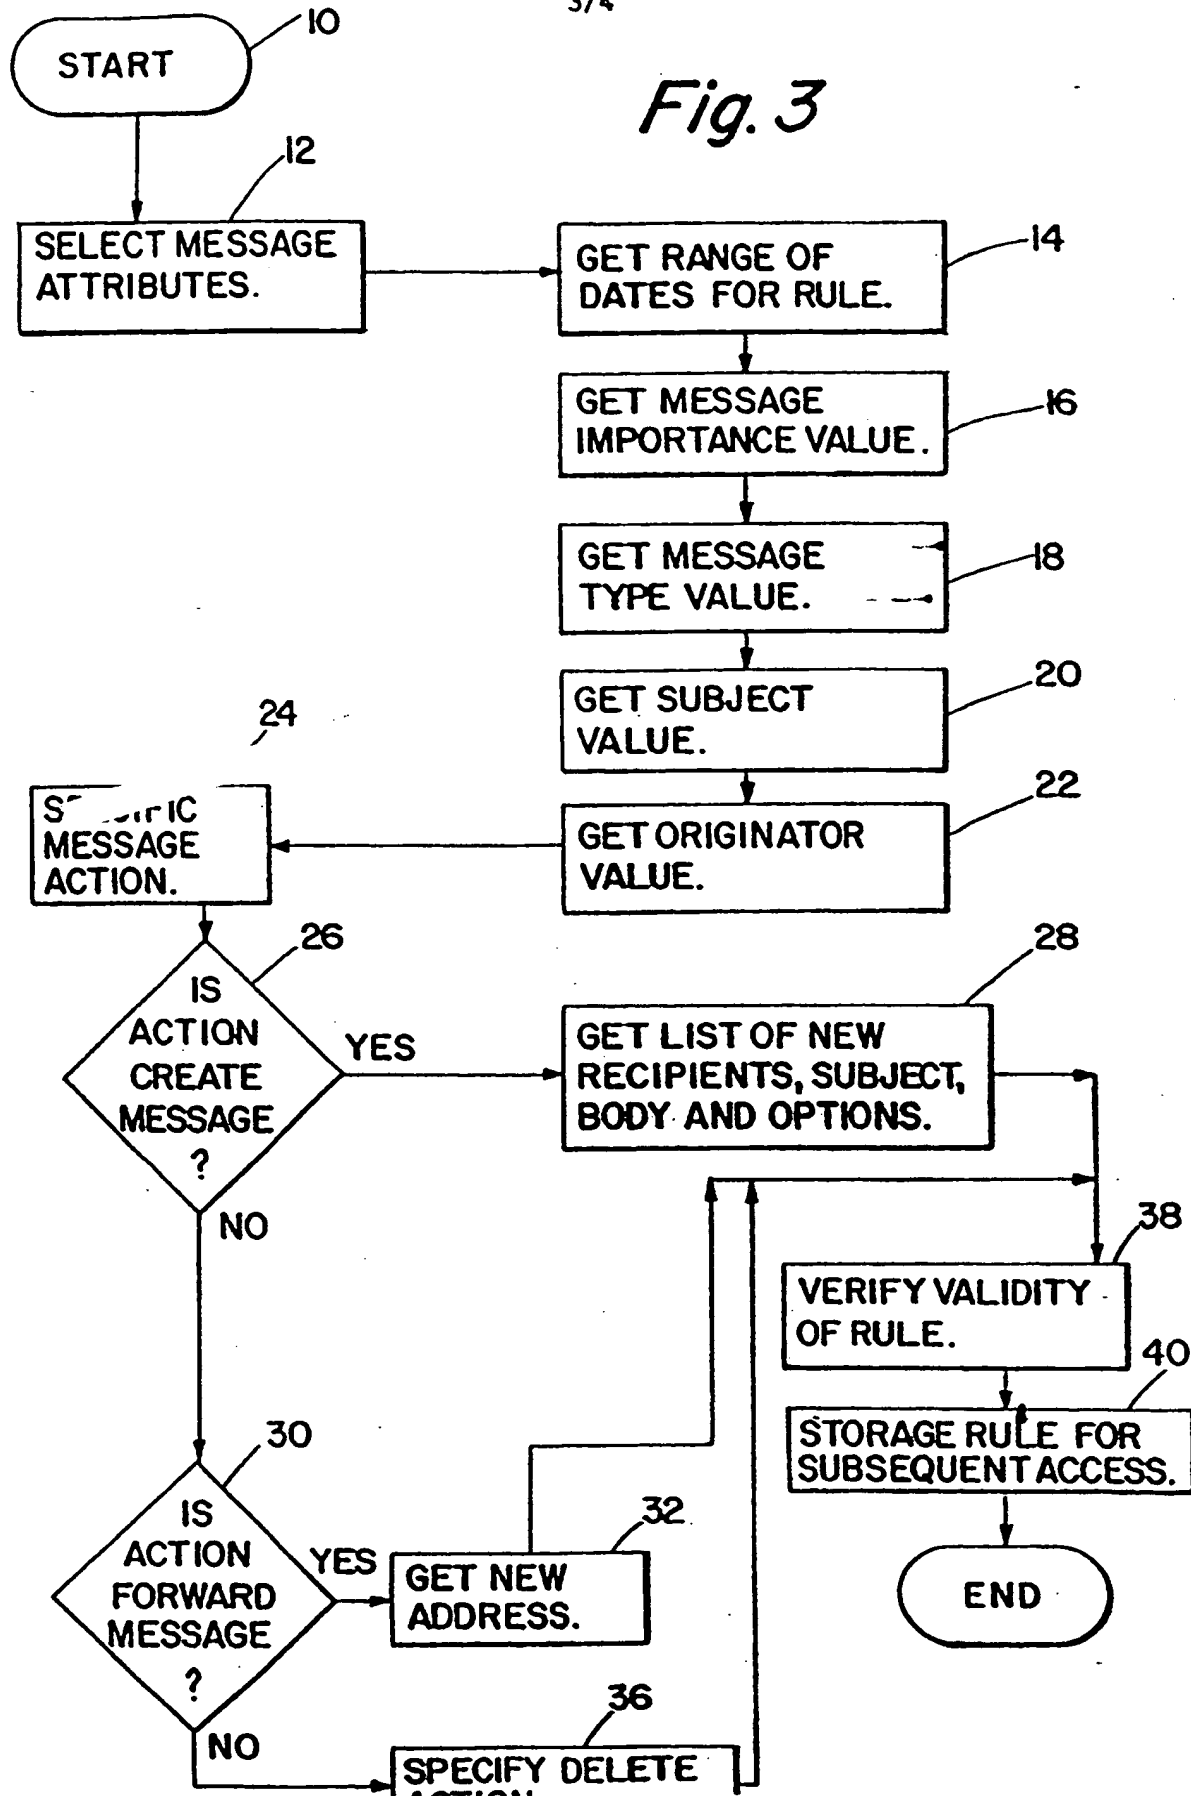 3/4
Fig. 3
10
START
12
SELECT MESSAGE
ATTRIBUTES.
14
GET RANGE OF
DATES FOR RULE.
16
GET MESSAGE
IMPORTANCE VALUE.
18
GET MESSAGE
TYPE VALUE.
20
GET SUBJECT
VALUE.
22
GET ORIGINATOR
VALUE.
24
MESSAGE
ACTION.
26
IS
ACTION
CREATE
MESSAGE
?
YES
NO
28
GET LIST OF NEW
RECIPIENTS, SUBJECT,
BODY AND OPTIONS.
30
IS
ACTION
FORWARD
MESSAGE
?
YES
NO
32
GET NEW
ADDRESS.
36
SPECIFY DELETE
38
VERIFY VALIDITY
OF RULE.
40
STORAGE RULE FOR
SUBSEQUENT ACCESS.
END